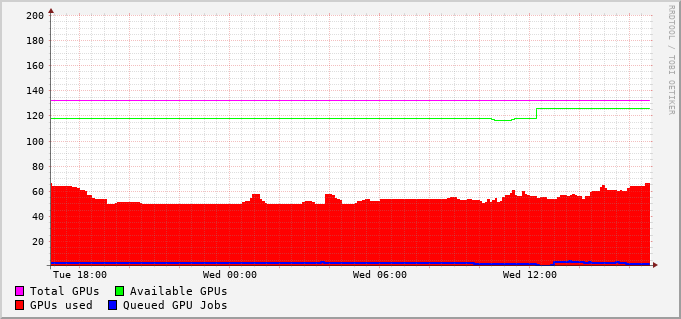 RRDTOOL / TOBI OETIKER
200
180
160
140
120
100
80
60
40
20
Tue 18:00 Wed 00:00 Wed 06:00 Wed 12:00
Total GPUs Available GPUs
GPUs used Queued GPU Jobs